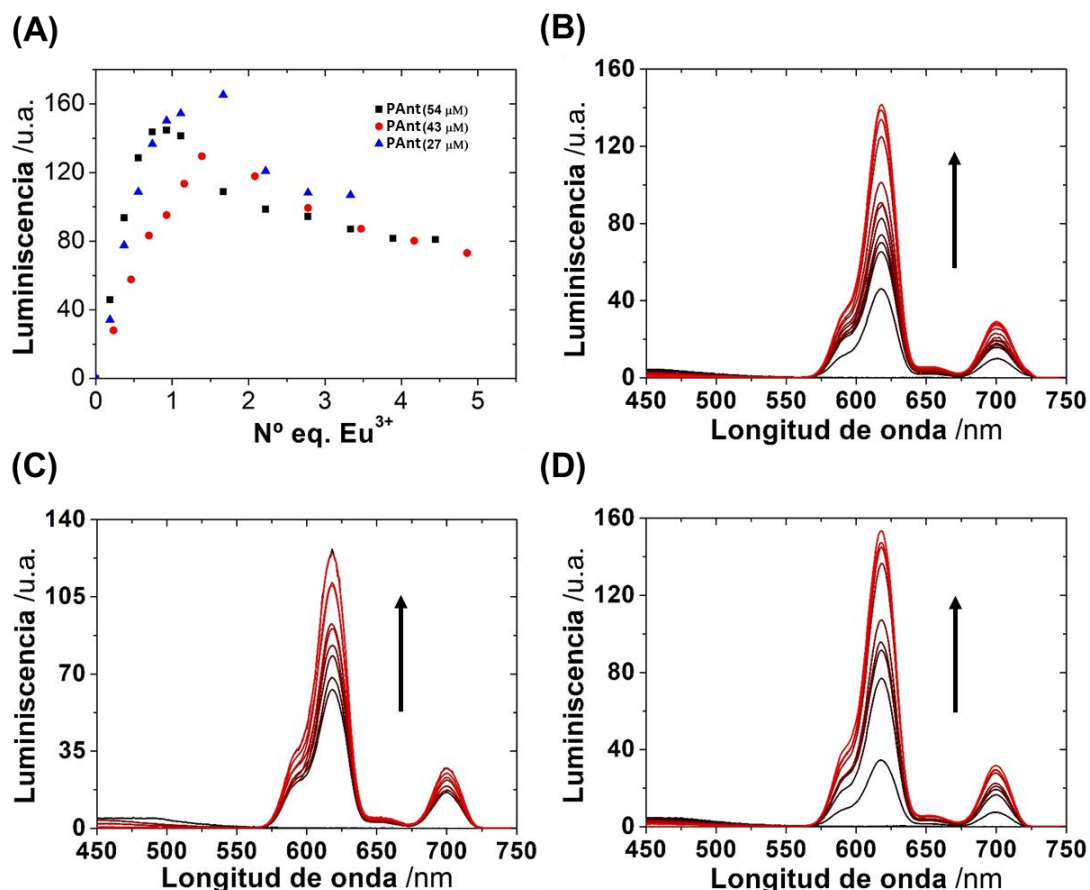 (A)
Luminiscencia /u.a.
160
120
80
40
0
0 1 2 3 4 5
Nº eq. Eu³⁺
PAnt (54 μM)
PAnt (43 μM)
PAnt (27 μM)
(B)
Luminiscencia /u.a.
160
120
80
40
0
450 500 550 600 650 700 750
Longitud de onda /nm
(C)
Luminiscencia /u.a.
140
105
70
35
0
450 500 550 600 650 700 750
Longitud de onda /nm
(D)
Luminiscencia /u.a.
160
120
80
40
0
450 500 550 600 650 700 750
Longitud de onda /nm